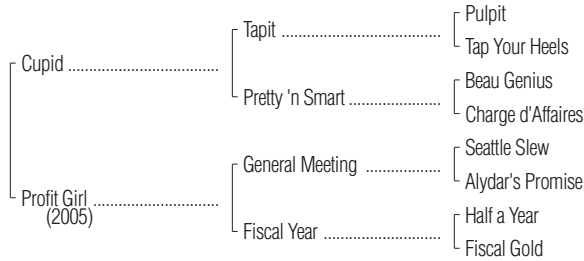 Pulpit
Tapit
Tap Your Heels
Cupid
Beau Genius
Pretty 'n Smart
Charge d'Affaires
Seattle Slew
General Meeting
Alydar's Promise
Profit Girl
(2005)
Half a Year
Fiscal Year
Fiscal Gold